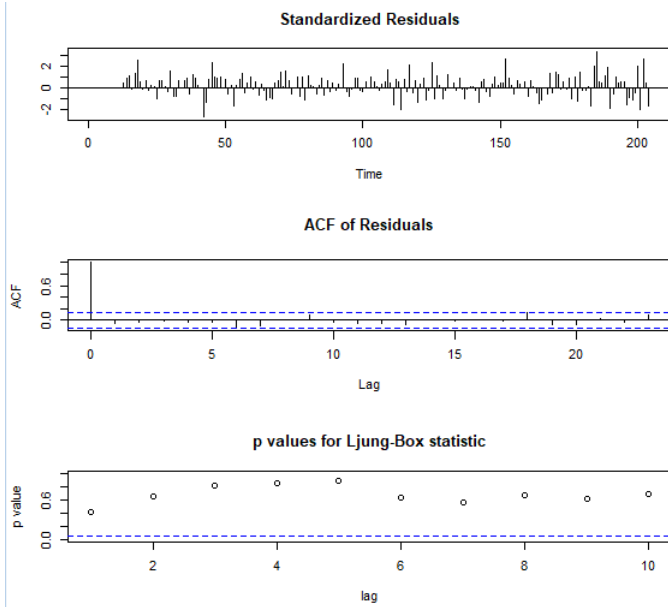 Standardized Residuals
2
0
-2
0 50 100 150 200
Time
ACF of Residuals
ACF
0.6
0.0
0 5 10 15 20
Lag
p values for Ljung-Box statistic
p value
0.6
0.0
2 4 6 8 10
lag